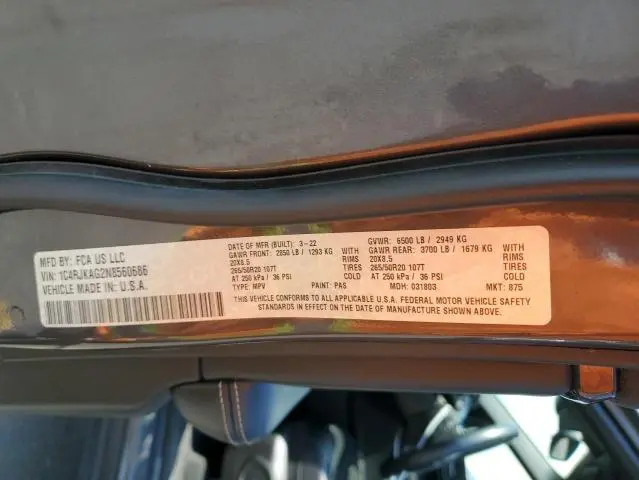 MFD BY: FCA US LLC
VIN: 1C4RJKAG2N8560686
VEHICLE MADE IN: U.S.A.
DATE OF MFR (BUILT): 3-22 GVWR: 6500 LB / 2949 KG
GAWR FRONT: 2850 LB / 1293 KG WITH GAWR REAR: 3700 LB / 1679 KG WITH
20X8.5 RIMS 20X8.5 RIMS
265/50R20 107T TIRES 265/50R20 107T TIRES
AT 250 kPa / 36 PSI COLD AT 250 kPa / 36 PSI COLD
TYPE: MPV PAINT: PAS MDH: 031803 MKT: 875
THIS VEHICLE CONFORMS TO ALL APPLICABLE U.S.A. FEDERAL MOTOR VEHICLE SAFETY
STANDARDS IN EFFECT ON THE DATE OF MANUFACTURE SHOWN ABOVE.